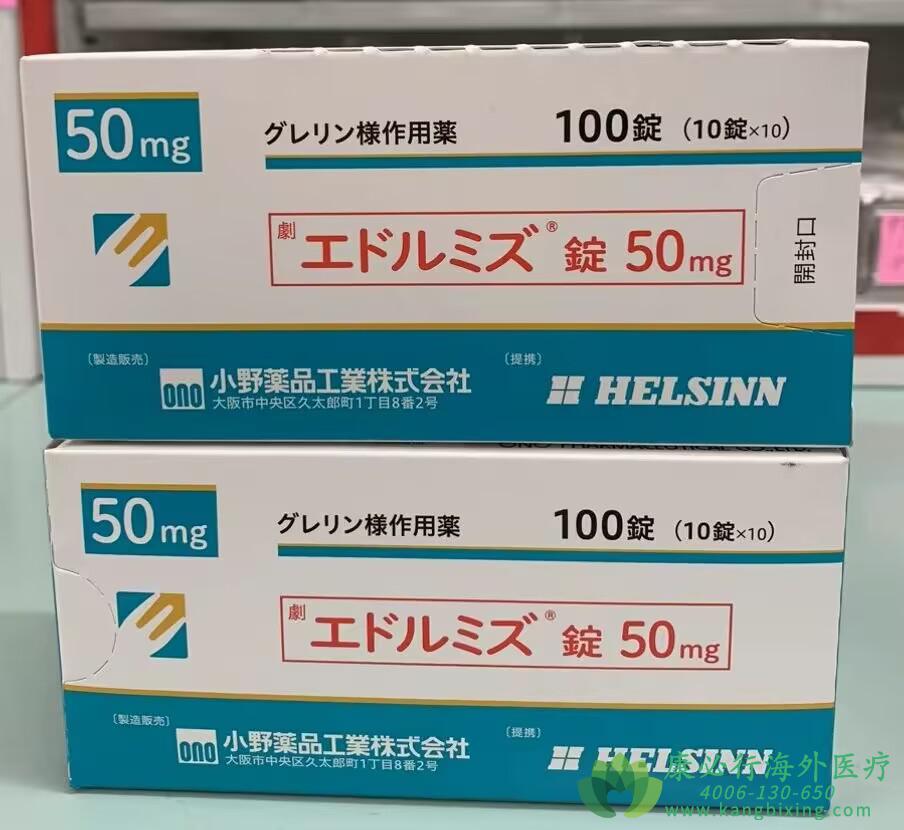 50mg
グレリン様作用薬
100錠 (10錠×10)
劇 エドルミズ® 錠 50mg
開封口
〔製造販売〕
〔提携〕
ono 小野薬品工業株式会社
大阪市中央区久太郎町1丁目8番2号
HELSINN
ONO PHARMACEUTICAL CO.,LTD.
50mg
グレリン様作用薬
100錠 (10錠×10)
劇 エドルミズ® 錠 50mg
〔製造販売〕
〔提携〕
ono 小野薬品工業株式会社
大阪市中央区久太郎町1丁目8番2号
HELSINN
康必行海外医疗
4006-130-650
www.kangbixing.com